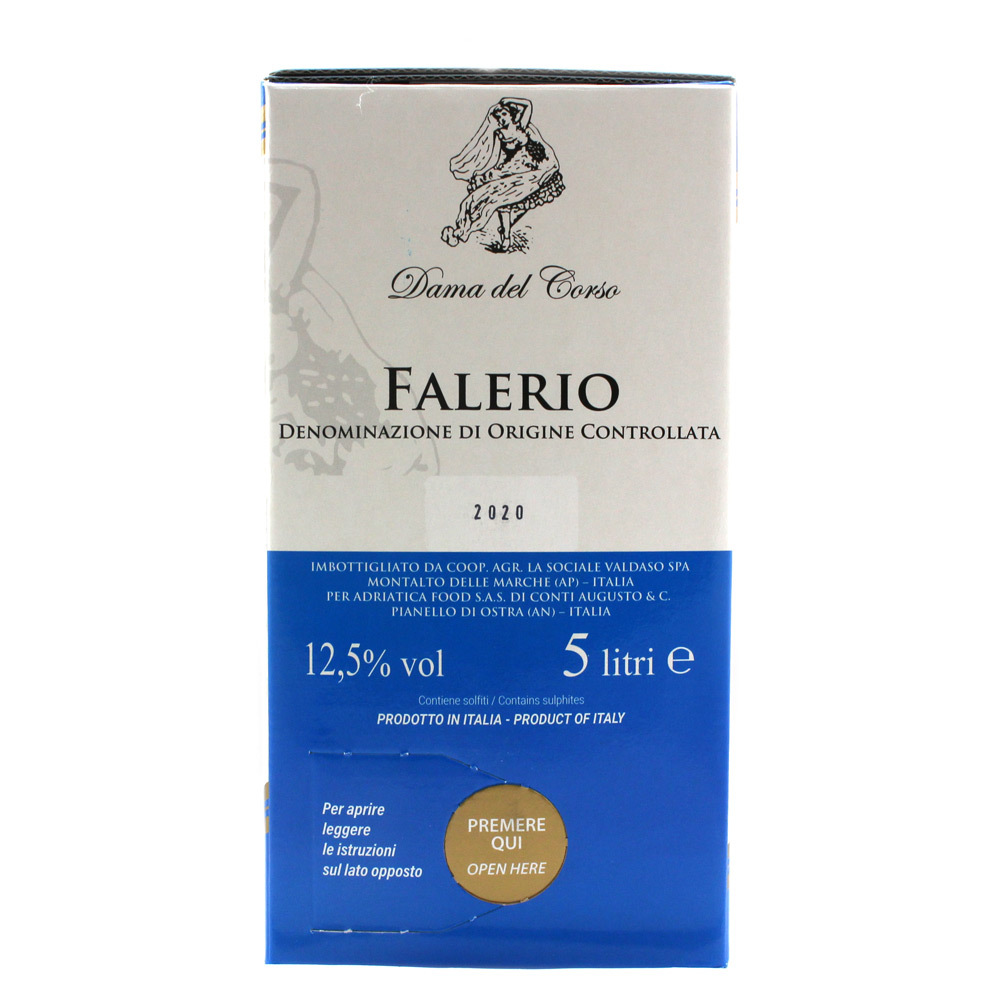 Dama del Corso
FALERIO
DENOMINAZIONE DI ORIGINE CONTROLLATA
2020
IMBOTTIGLIATO DA COOP. AGR. LA SOCIALE VALDASO SPA
MONTALTO DELLE MARCHE (AP) – ITALIA
PER ADRIATICA FOOD S.A.S. DI CONTI AUGUSTO & C.
PIANELLO DI OSTRA (AN) – ITALIA
12,5% vol
5 litri ℮
Contiene solfiti / Contains sulphites
PRODOTTO IN ITALIA - PRODUCT OF ITALY
Per aprire
leggere
le istruzioni
sul lato opposto
PREMERE
QUI
OPEN HERE